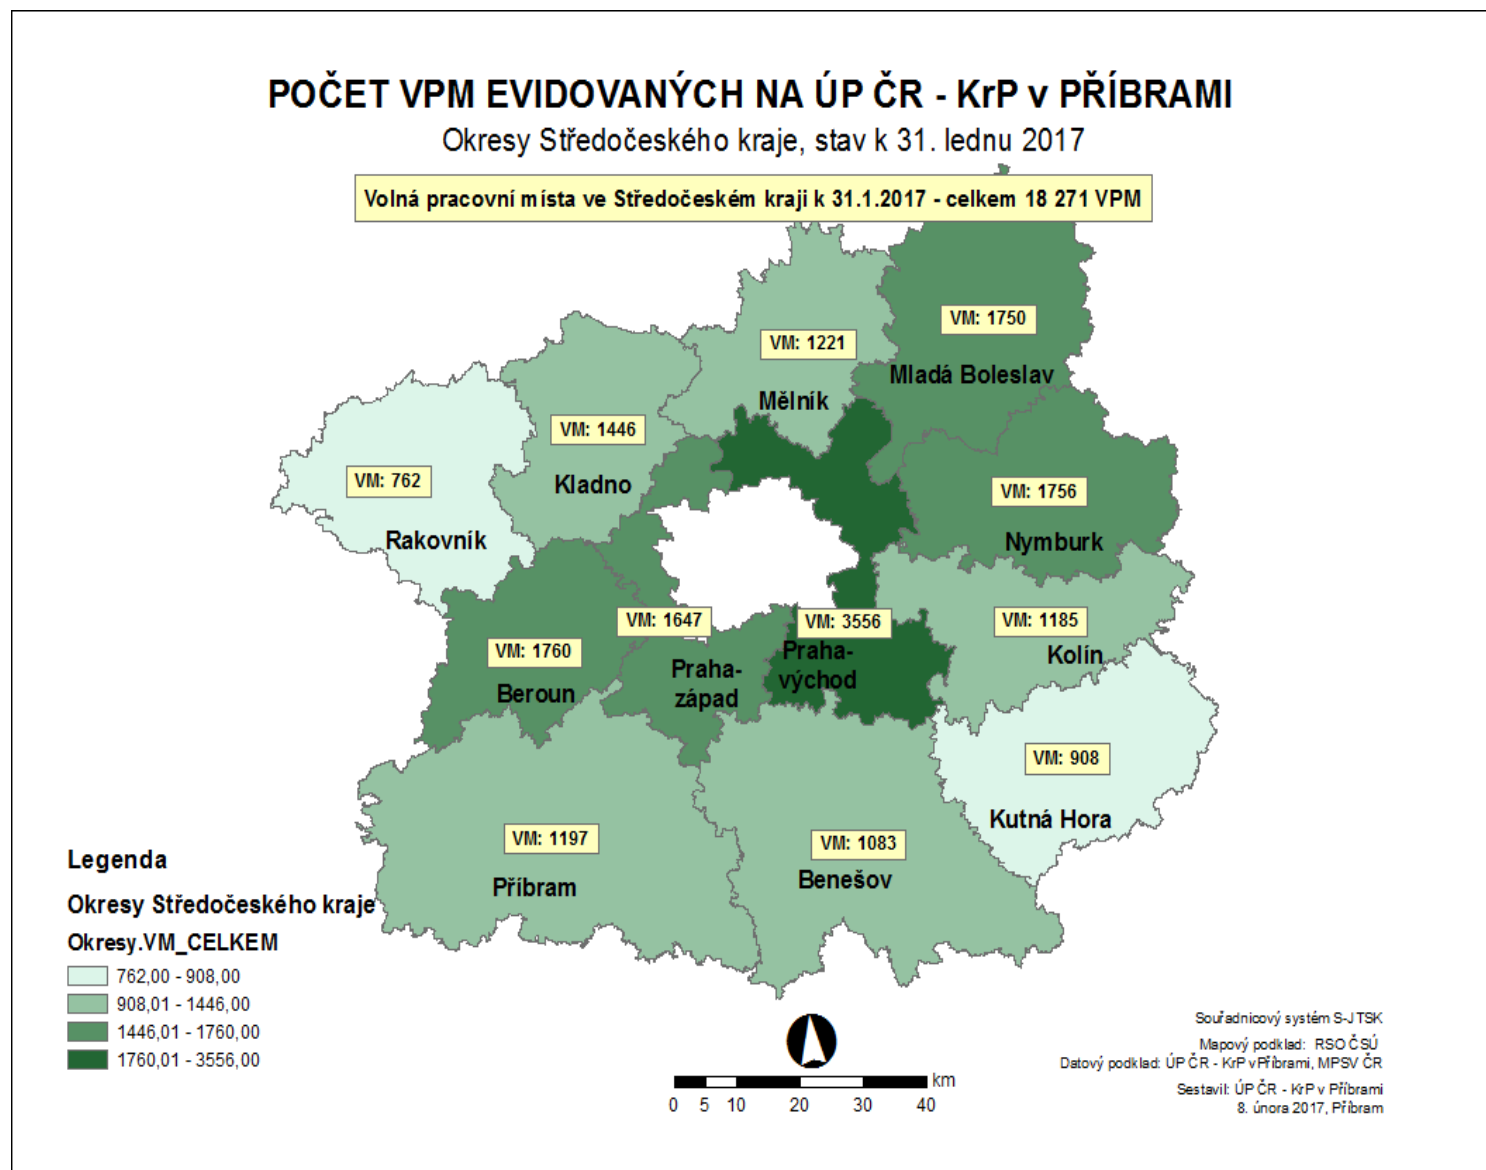 POČET VPM EVIDOVANÝCH NA ÚP ČR - KrP v PŘÍBRAMI
Okresy Středočeského kraje, stav k 31. lednu 2017
Volná pracovní místa ve Středočeském kraji k 31.1.2017 - celkem 18 271 VPM
VM: 1750
Mladá Boleslav
VM: 1221
Mělník
VM: 1446
Kladno
VM: 762
Rakovník
VM: 1756
Nymburk
VM: 1647
Praha-
západ
VM: 3556
Praha-
východ
VM: 1185
Kolín
VM: 1760
Beroun
VM: 908
Kutná Hora
VM: 1197
Příbram
VM: 1083
Benešov
Legenda
Okresy Středočeského kraje
Okresy.VM_CELKEM
762,00 - 908,00
908,01 - 1446,00
1446,01 - 1760,00
1760,01 - 3556,00
km
0 5 10 20 30 40
Souřadnicový systém S-JTSK
Mapový podklad: RSO ČSÚ
Datový podklad: ÚP ČR - KrP v Příbrami, MPSV ČR
Sestavil: ÚP ČR - KrP v Příbrami
8. února 2017, Příbram